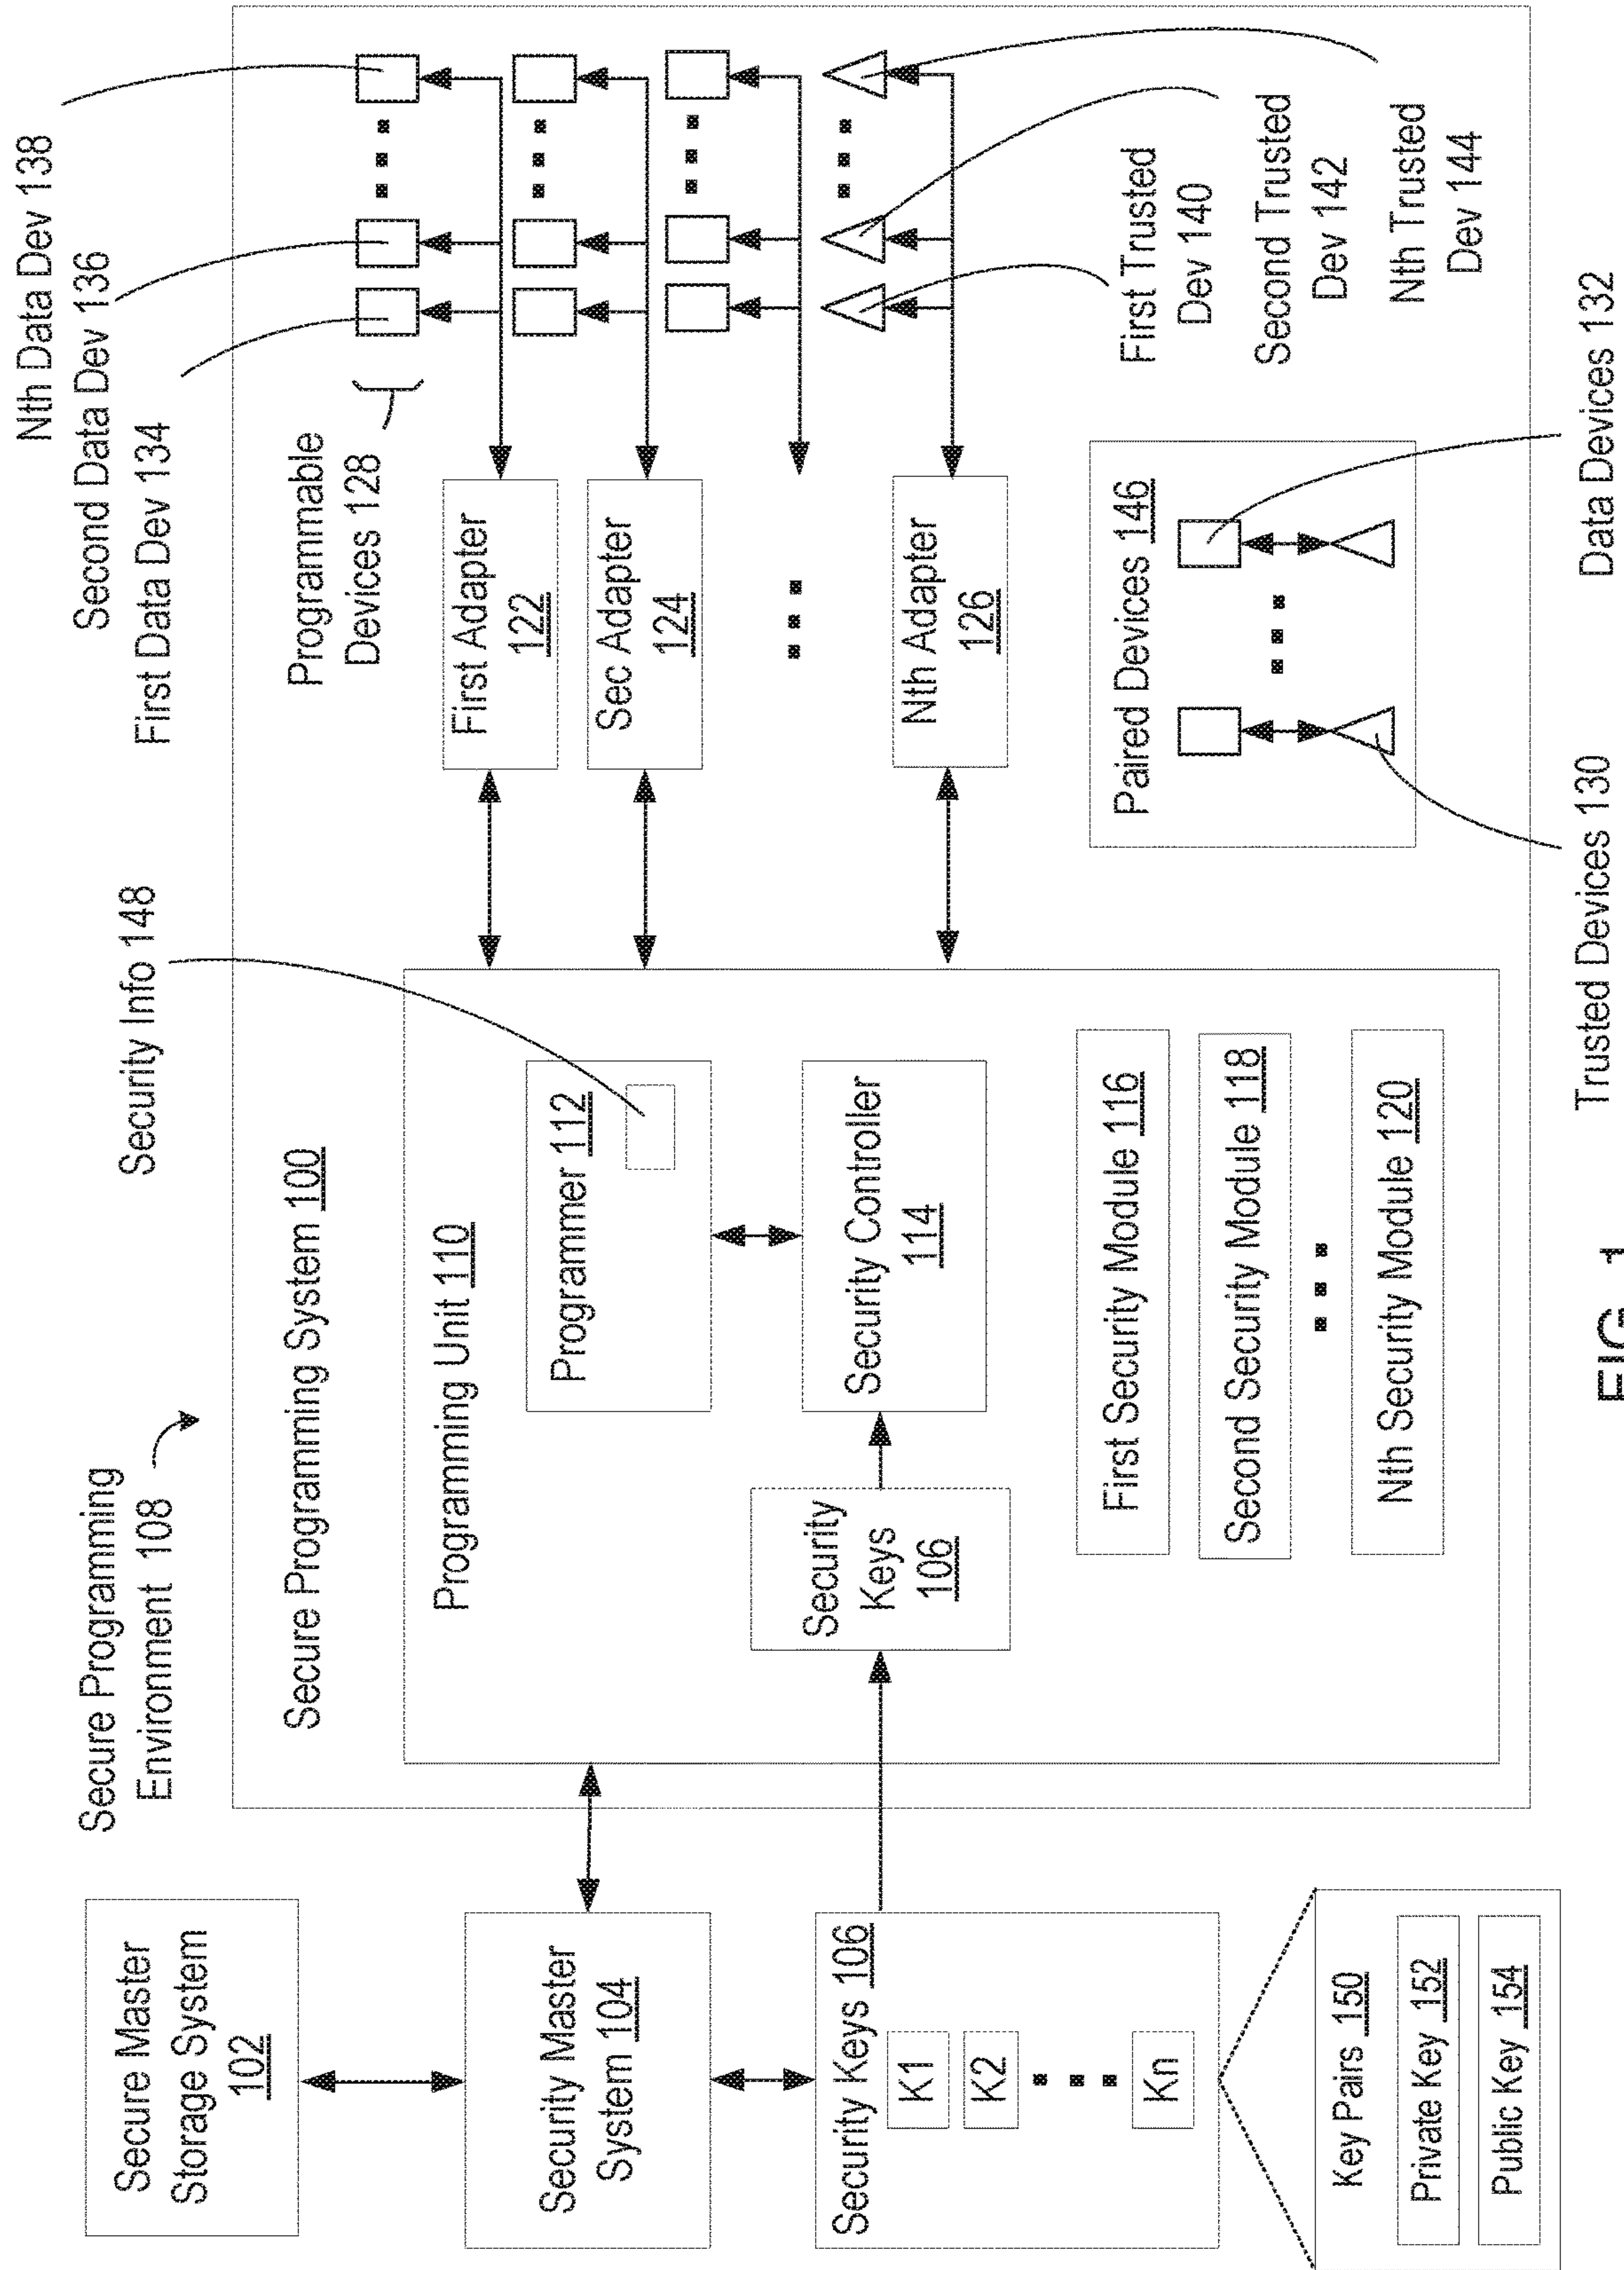 Secure Programming
Environment 108
Security Info 148
First Data Dev 134
Second Data Dev 136
Nth Data Dev 138
Secure Master
Storage System
102
Security Master
System 104
Security Keys 106
K1
K2
Kn
Key Pairs 150
Private Key 152
Public Key 154
Secure Programming System 100
Programming Unit 110
Programmer 112
Security
Keys
106
Security Controller
114
First Security Module 116
Second Security Module 118
Nth Security Module 120
Programmable
Devices 128
First Adapter
122
Sec Adapter
124
Nth Adapter
126
Paired Devices 146
First Trusted
Dev 140
Second Trusted
Dev 142
Nth Trusted
Dev 144
Trusted Devices 130
Data Devices 132
FIG. 1